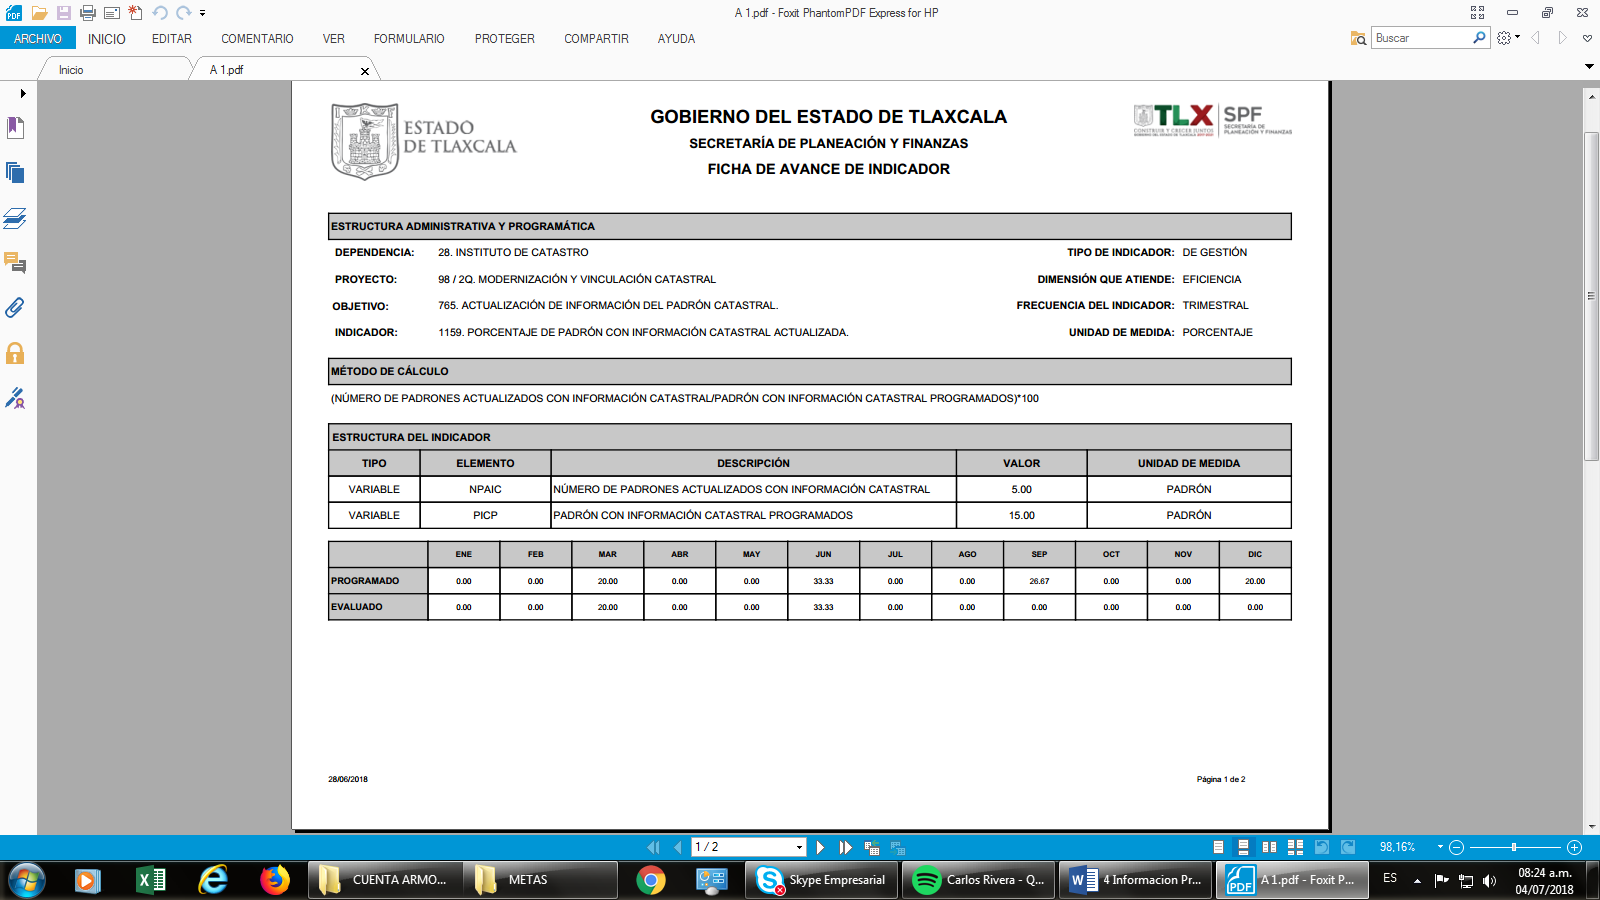 A 1.pdf - Foxit PhantomPDF Express for HP
ARCHIVO INICIO EDITAR COMENTARIO VER FORMULARIO PROTEGER COMPARTIR AYUDA Buscar
Inicio A 1.pdf
ESTADO DE TLAXCALA
GOBIERNO DEL ESTADO DE TLAXCALA
SECRETARÍA DE PLANEACIÓN Y FINANZAS
FICHA DE AVANCE DE INDICADOR
TLX
CONSTRUIR Y CRECER JUNTOS
SPF
SECRETARÍA DE
PLANEACIÓN Y FINANZAS
ESTRUCTURA ADMINISTRATIVA Y PROGRAMÁTICA
DEPENDENCIA: 28. INSTITUTO DE CATASTRO TIPO DE INDICADOR: DE GESTIÓN
PROYECTO: 98 / 2Q. MODERNIZACIÓN Y VINCULACIÓN CATASTRAL DIMENSIÓN QUE ATIENDE: EFICIENCIA
OBJETIVO: 765. ACTUALIZACIÓN DE INFORMACIÓN DEL PADRÓN CATASTRAL. FRECUENCIA DEL INDICADOR: TRIMESTRAL
INDICADOR: 1159. PORCENTAJE DE PADRÓN CON INFORMACIÓN CATASTRAL ACTUALIZADA. UNIDAD DE MEDIDA: PORCENTAJE
MÉTODO DE CÁLCULO
(NÚMERO DE PADRONES ACTUALIZADOS CON INFORMACIÓN CATASTRAL/PADRÓN CON INFORMACIÓN CATASTRAL PROGRAMADOS)*100
ESTRUCTURA DEL INDICADOR
TIPO ELEMENTO DESCRIPCIÓN VALOR UNIDAD DE MEDIDA
VARIABLE NPAIC NÚMERO DE PADRONES ACTUALIZADOS CON INFORMACIÓN CATASTRAL 5.00 PADRÓN
VARIABLE PICP PADRÓN CON INFORMACIÓN CATASTRAL PROGRAMADOS 15.00 PADRÓN
ENE FEB MAR ABR MAY JUN JUL AGO SEP OCT NOV DIC
PROGRAMADO 0.00 0.00 20.00 0.00 0.00 33.33 0.00 0.00 26.67 0.00 0.00 20.00
EVALUADO 0.00 0.00 20.00 0.00 0.00 33.33 0.00 0.00 0.00 0.00 0.00 0.00
28/06/2018 Página 1 de 2
1 / 2 98,16%
CUENTA ARMO... METAS Skype Empresarial Carlos Rivera - Q... 4 Informacion Pr... A 1.pdf - Foxit P... ES 08:24 a.m.
04/07/2018